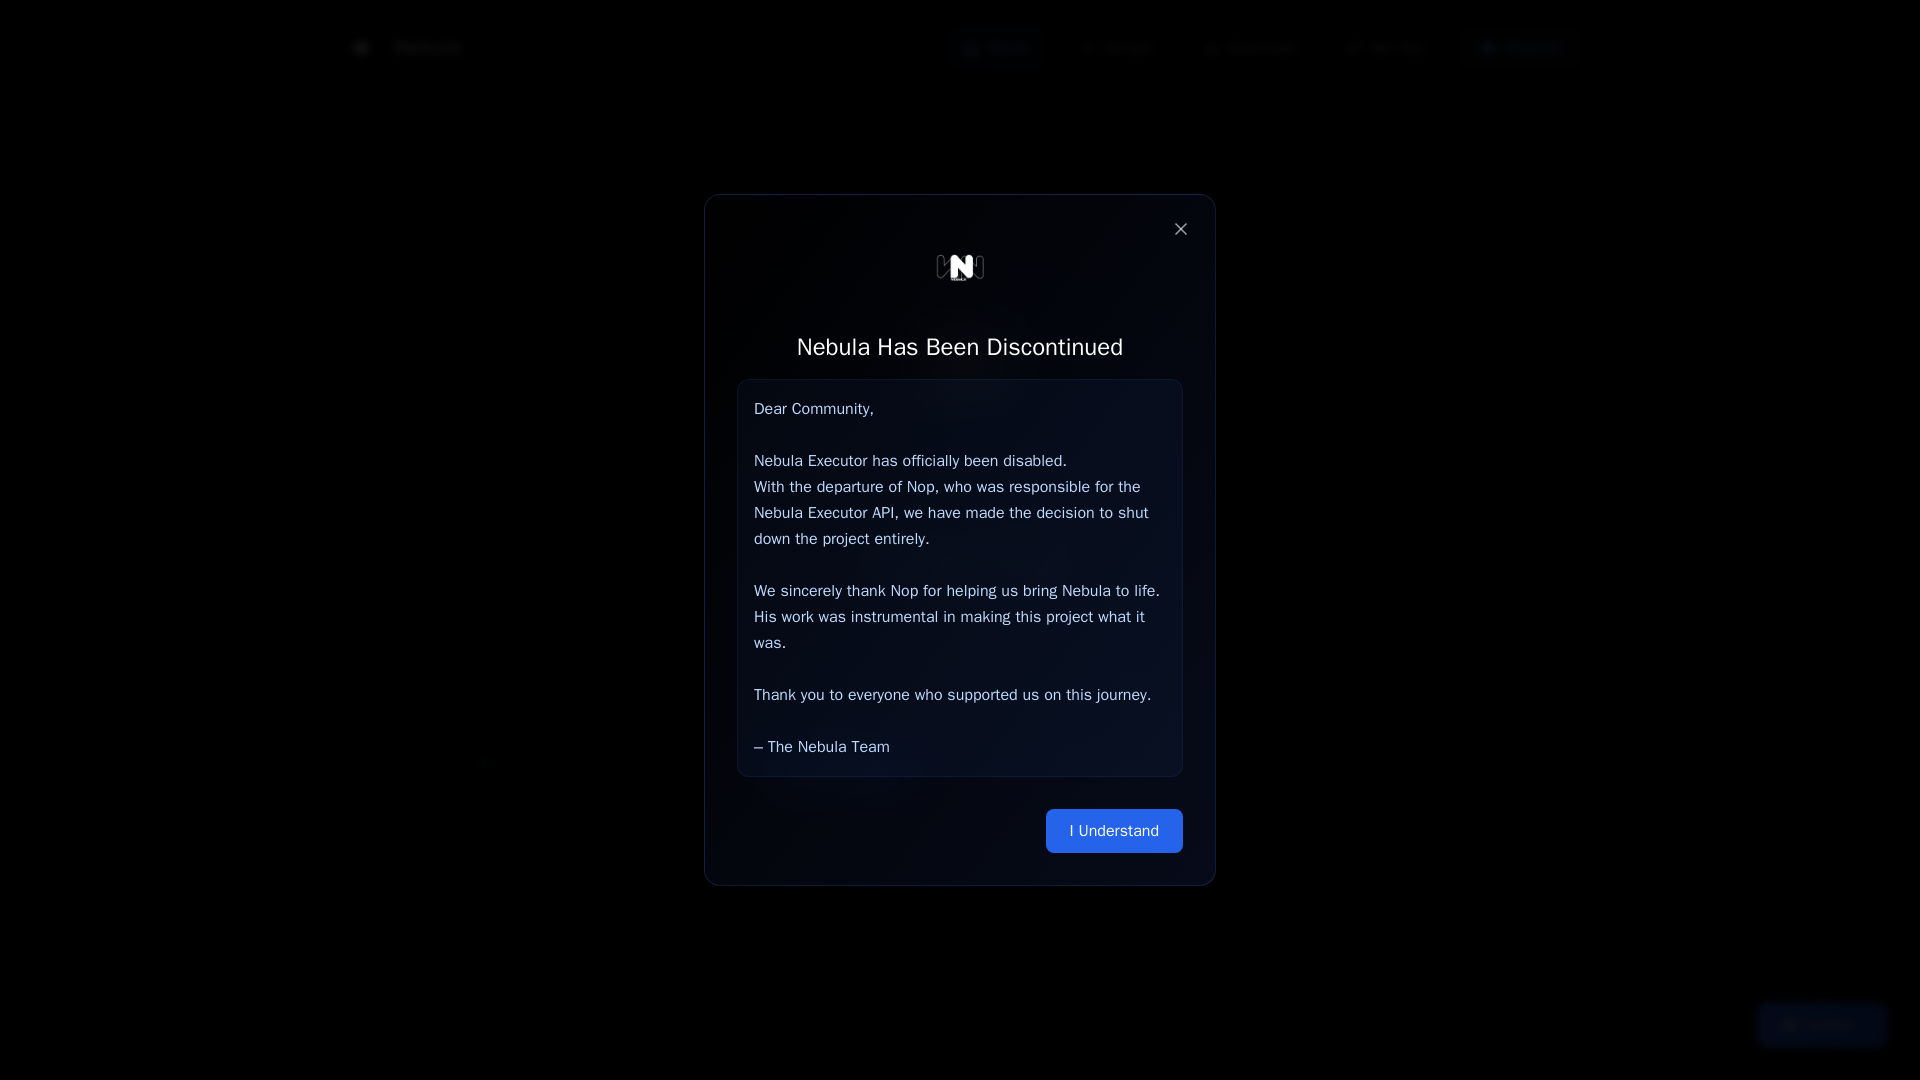 Nebula Has Been Discontinued
Dear Community,
Nebula Executor has officially been disabled.
With the departure of Nop, who was responsible for the
Nebula Executor API, we have made the decision to shut
down the project entirely.
We sincerely thank Nop for helping us bring Nebula to life.
His work was instrumental in making this project what it
was.
Thank you to everyone who supported us on this journey.
– The Nebula Team
I Understand